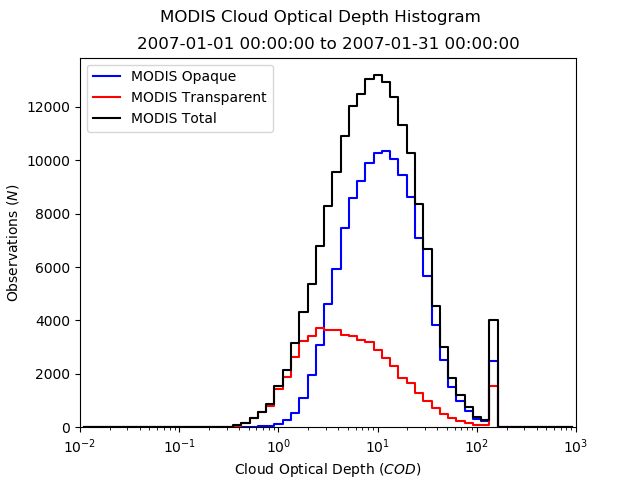 MODIS Cloud Optical Depth Histogram
2007-01-01 00:00:00 to 2007-01-31 00:00:00
MODIS Opaque
MODIS Transparent
MODIS Total
12000
10000
8000
6000
4000
2000
0
Observations (N)
10⁻² 10⁻¹ 10⁰ 10¹ 10² 10³
Cloud Optical Depth (COD)